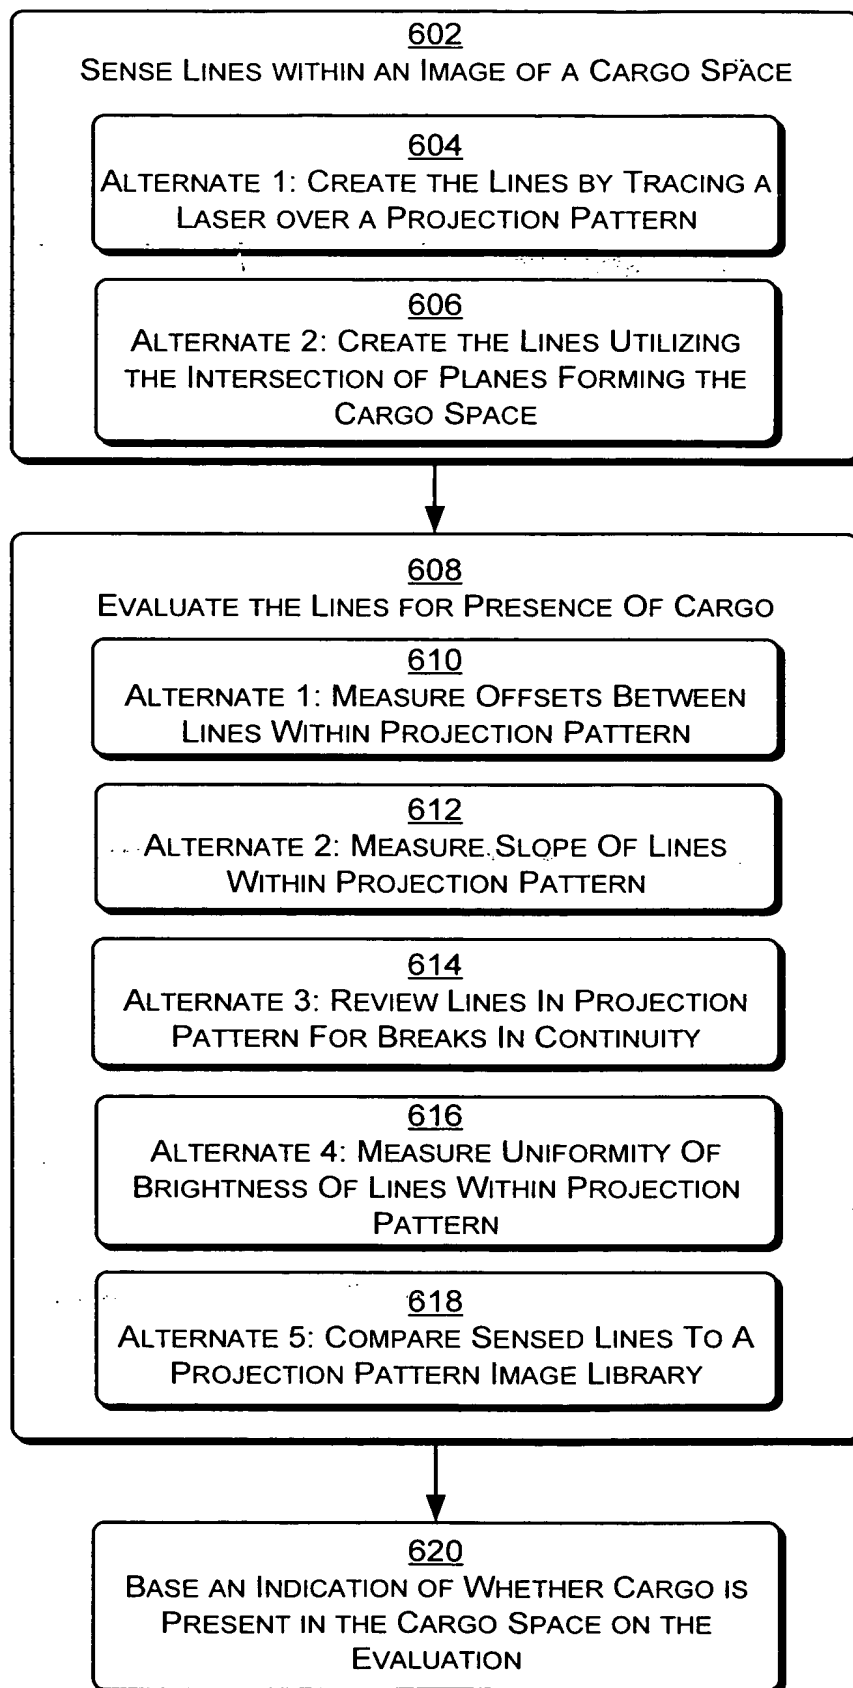 602
SENSE LINES WITHIN AN IMAGE OF A CARGO SPACE
604
ALTERNATE 1: CREATE THE LINES BY TRACING A
LASER OVER A PROJECTION PATTERN
606
ALTERNATE 2: CREATE THE LINES UTILIZING
THE INTERSECTION OF PLANES FORMING THE
CARGO SPACE
608
EVALUATE THE LINES FOR PRESENCE OF CARGO
610
ALTERNATE 1: MEASURE OFFSETS BETWEEN
LINES WITHIN PROJECTION PATTERN
612
ALTERNATE 2: MEASURE SLOPE OF LINES
WITHIN PROJECTION PATTERN
614
ALTERNATE 3: REVIEW LINES IN PROJECTION
PATTERN FOR BREAKS IN CONTINUITY
616
ALTERNATE 4: MEASURE UNIFORMITY OF
BRIGHTNESS OF LINES WITHIN PROJECTION
PATTERN
618
ALTERNATE 5: COMPARE SENSED LINES TO A
PROJECTION PATTERN IMAGE LIBRARY
620
BASE AN INDICATION OF WHETHER CARGO IS
PRESENT IN THE CARGO SPACE ON THE
EVALUATION